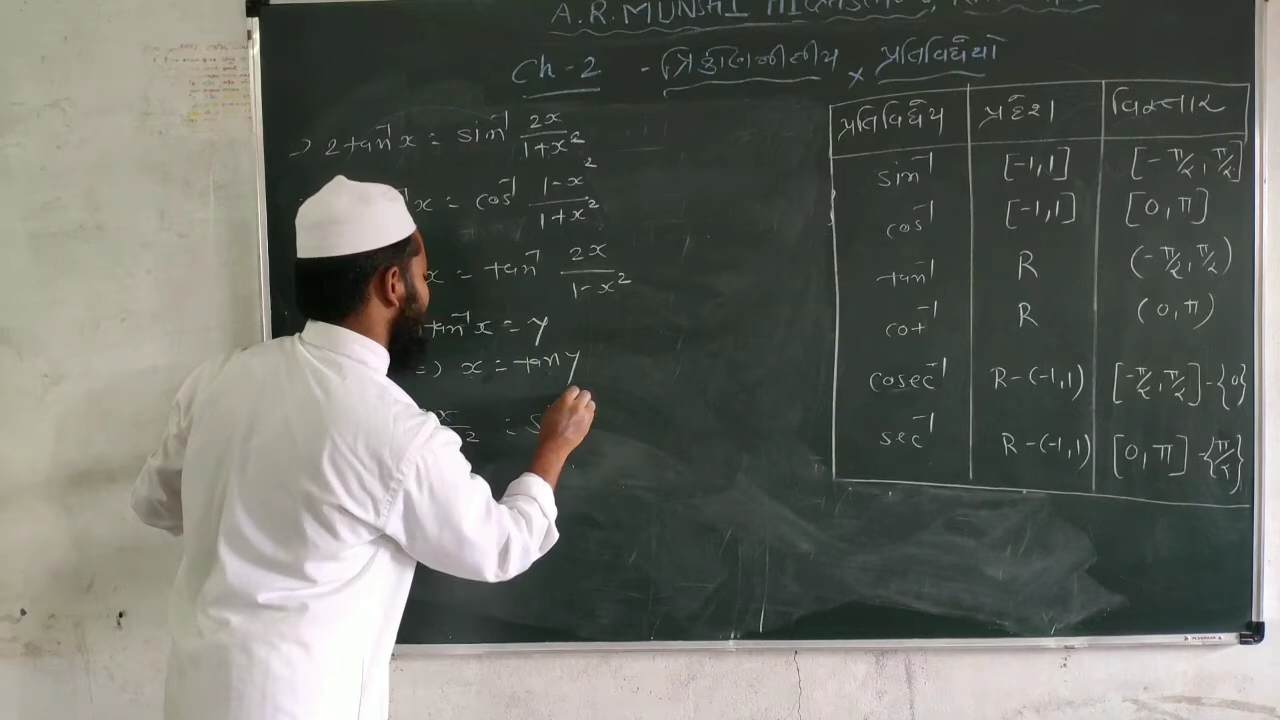 A.R. MUNSHI
Ch-2 - ત્રિકોણમિતીય પ્રતિવિધેયો
⇒ 2tan⁻¹x = sin⁻¹ 2x/1+x²
x = cos⁻¹ 1-x²/1+x²
x = tan⁻¹ 2x/1-x²
tan⁻¹x = y
⇒ x = tan y
પ્રતિવિધેય પ્રદેશ વિસ્તાર
sin⁻¹ [-1,1] [-π/2, π/2]
cos⁻¹ [-1,1] [0, π]
tan⁻¹ R (-π/2, π/2)
cot⁻¹ R (0, π)
cosec⁻¹ R-(-1,1) [-π/2, π/2]-{0}
sec⁻¹ R-(-1,1) [0, π]-{π/2}